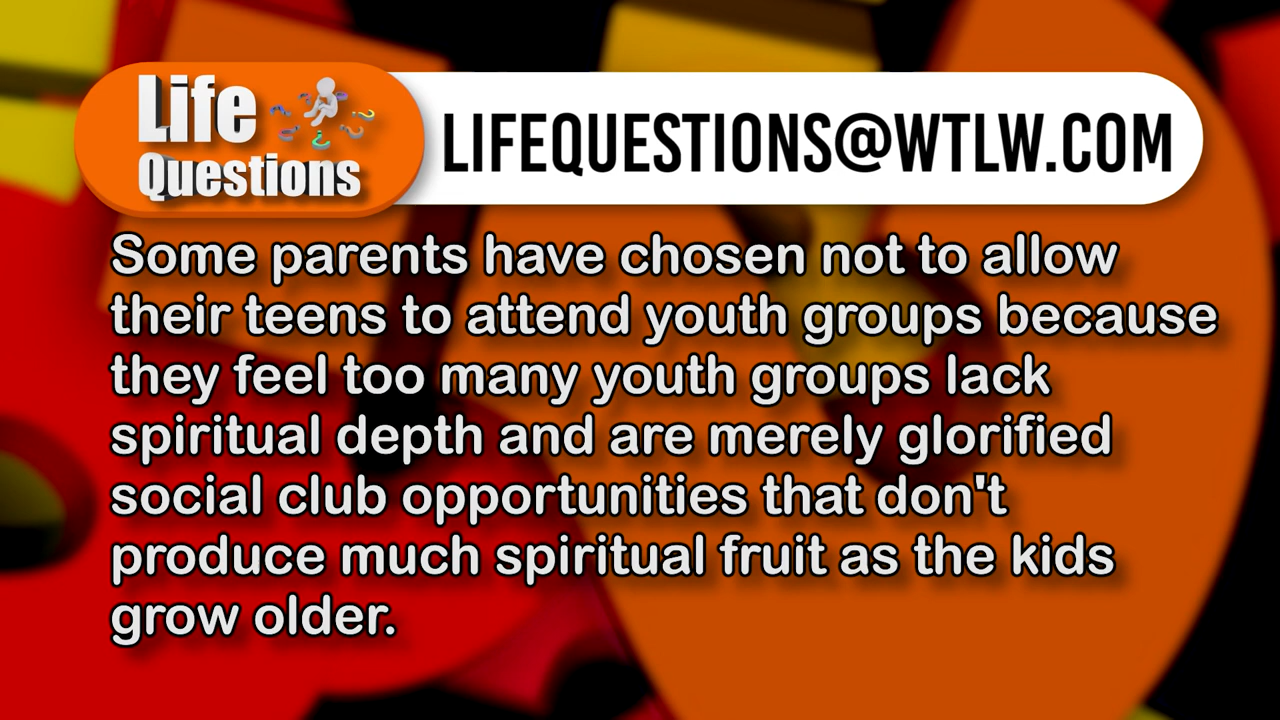 Life
Questions
LIFEQUESTIONS@WTLW.COM
Some parents have chosen not to allow
their teens to attend youth groups because
they feel too many youth groups lack
spiritual depth and are merely glorified
social club opportunities that don't
produce much spiritual fruit as the kids
grow older.